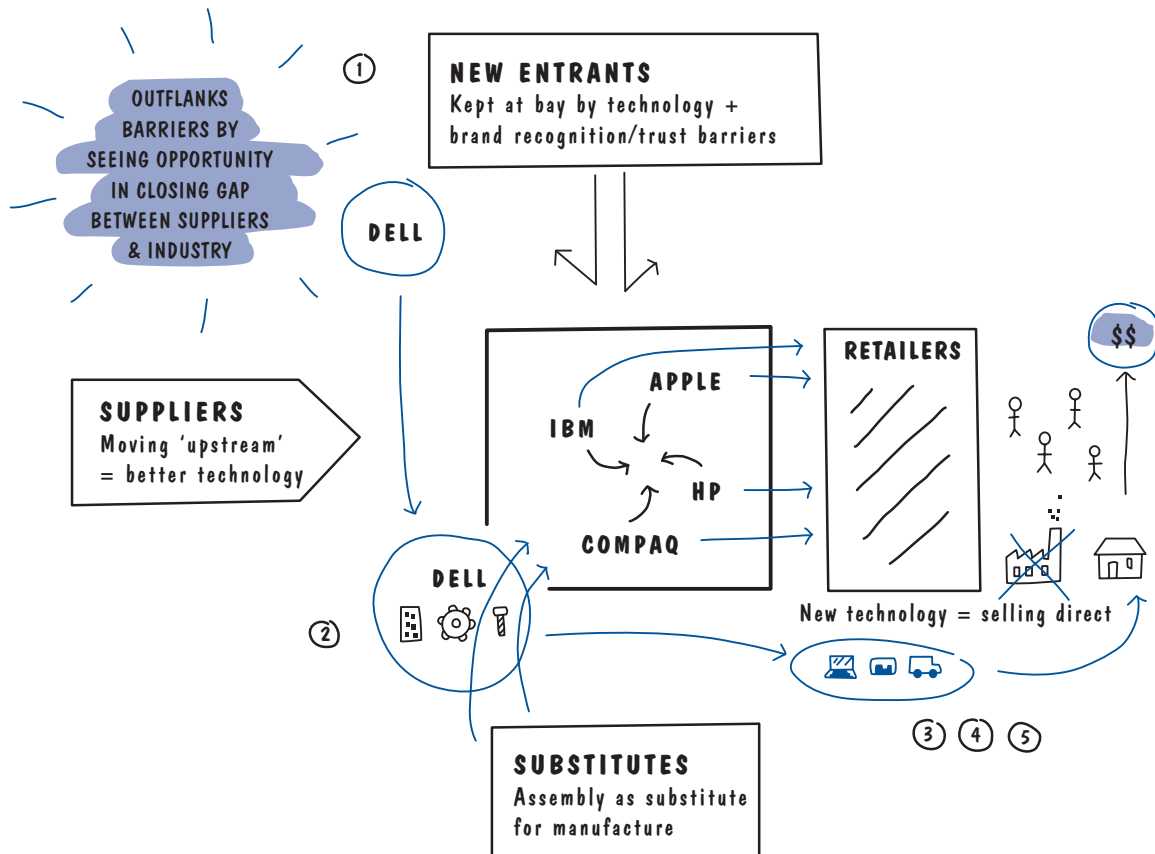 OUTFLANKS
BARRIERS BY
SEEING OPPORTUNITY
IN CLOSING GAP
BETWEEN SUPPLIERS
& INDUSTRY
1
NEW ENTRANTS
Kept at bay by technology +
brand recognition/trust barriers
DELL
SUPPLIERS
Moving 'upstream'
= better technology
APPLE
IBM
HP
COMPAQ
RETAILERS
$$
DELL
2
New technology = selling direct
3 4 5
SUBSTITUTES
Assembly as substitute
for manufacture